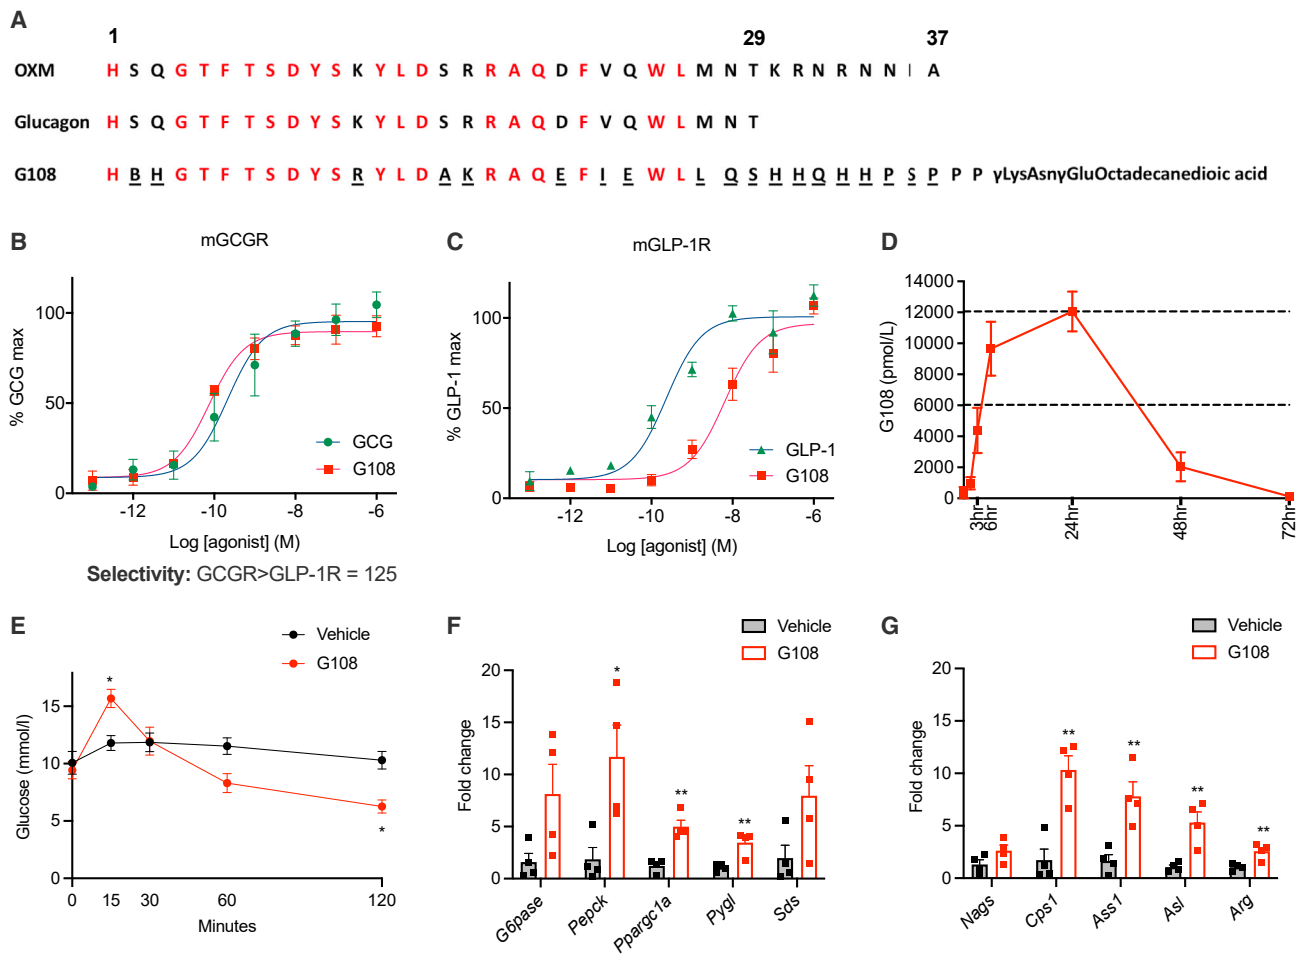 A
1 29 37
OXM H S Q G T F T S D Y S K Y L D S R R A Q D F V Q W L M N T K R N R N N I A
Glucagon H S Q G T F T S D Y S K Y L D S R R A Q D F V Q W L M N T
G108 H B H G T F T S D Y S R Y L D A K R A Q E F I E W L L Q S H H Q H H P S P P P γLysAsnγGluOctadecanedioic acid
B
mGCGR
% GCG max
100
50
0
-12 -10 -8 -6
Log [agonist] (M)
GCG
G108
Selectivity: GCGR>GLP-1R = 125
C
mGLP-1R
% GLP-1 max
100
50
0
-12 -10 -8 -6
Log [agonist] (M)
GLP-1
G108
D
G108 (pmol/L)
14000
12000
10000
8000
6000
4000
2000
0
3hr 6hr 24hr 48hr 72hr
E
Vehicle
G108
Glucose (mmol/l)
15
10
5
0
*
*
0 15 30 60 120
Minutes
F
Vehicle
G108
Fold change
20
15
10
5
0
* ** **
G6pase Pepck Ppargc1a Pygl Sds
G
Vehicle
G108
Fold change
20
15
10
5
0
** ** ** **
Nags Cps1 Ass1 Asl Arg